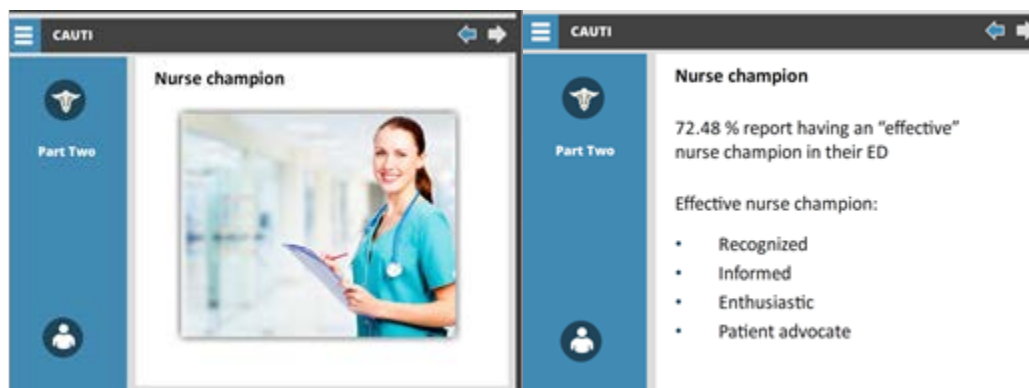 CAUTI
Part Two
Nurse champion
CAUTI
Part Two
Nurse champion
72.48 % report having an “effective”
nurse champion in their ED
Effective nurse champion:
• Recognized
• Informed
• Enthusiastic
• Patient advocate